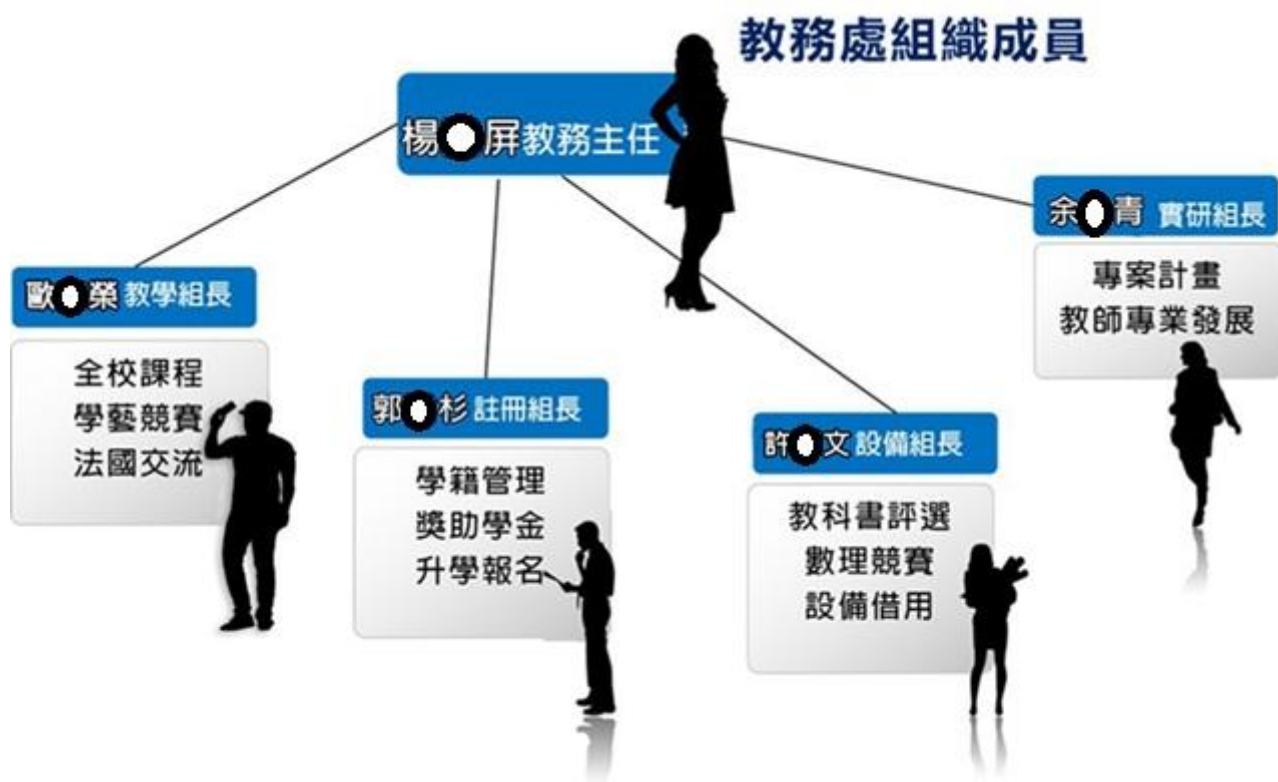 教務處組織成員
楊 屏教務主任
余 青 實研組長
專案計畫
教師專業發展
歐 榮 教學組長
全校課程
學藝競賽
法國交流
郭 杉 註冊組長
學籍管理
獎助學金
升學報名
許 文 設備組長
教科書評選
數理競賽
設備借用